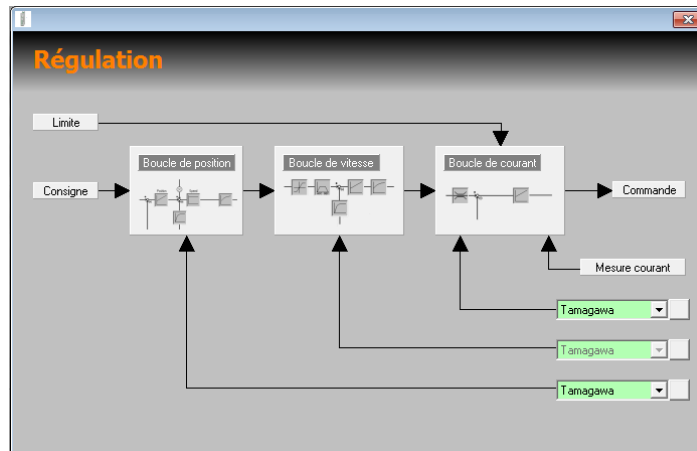 Régulation
Limite
Boucle de position
Boucle de vitesse
Boucle de courant
Consigne
Commande
Mesure courant
Tamagawa
Tamagawa
Tamagawa